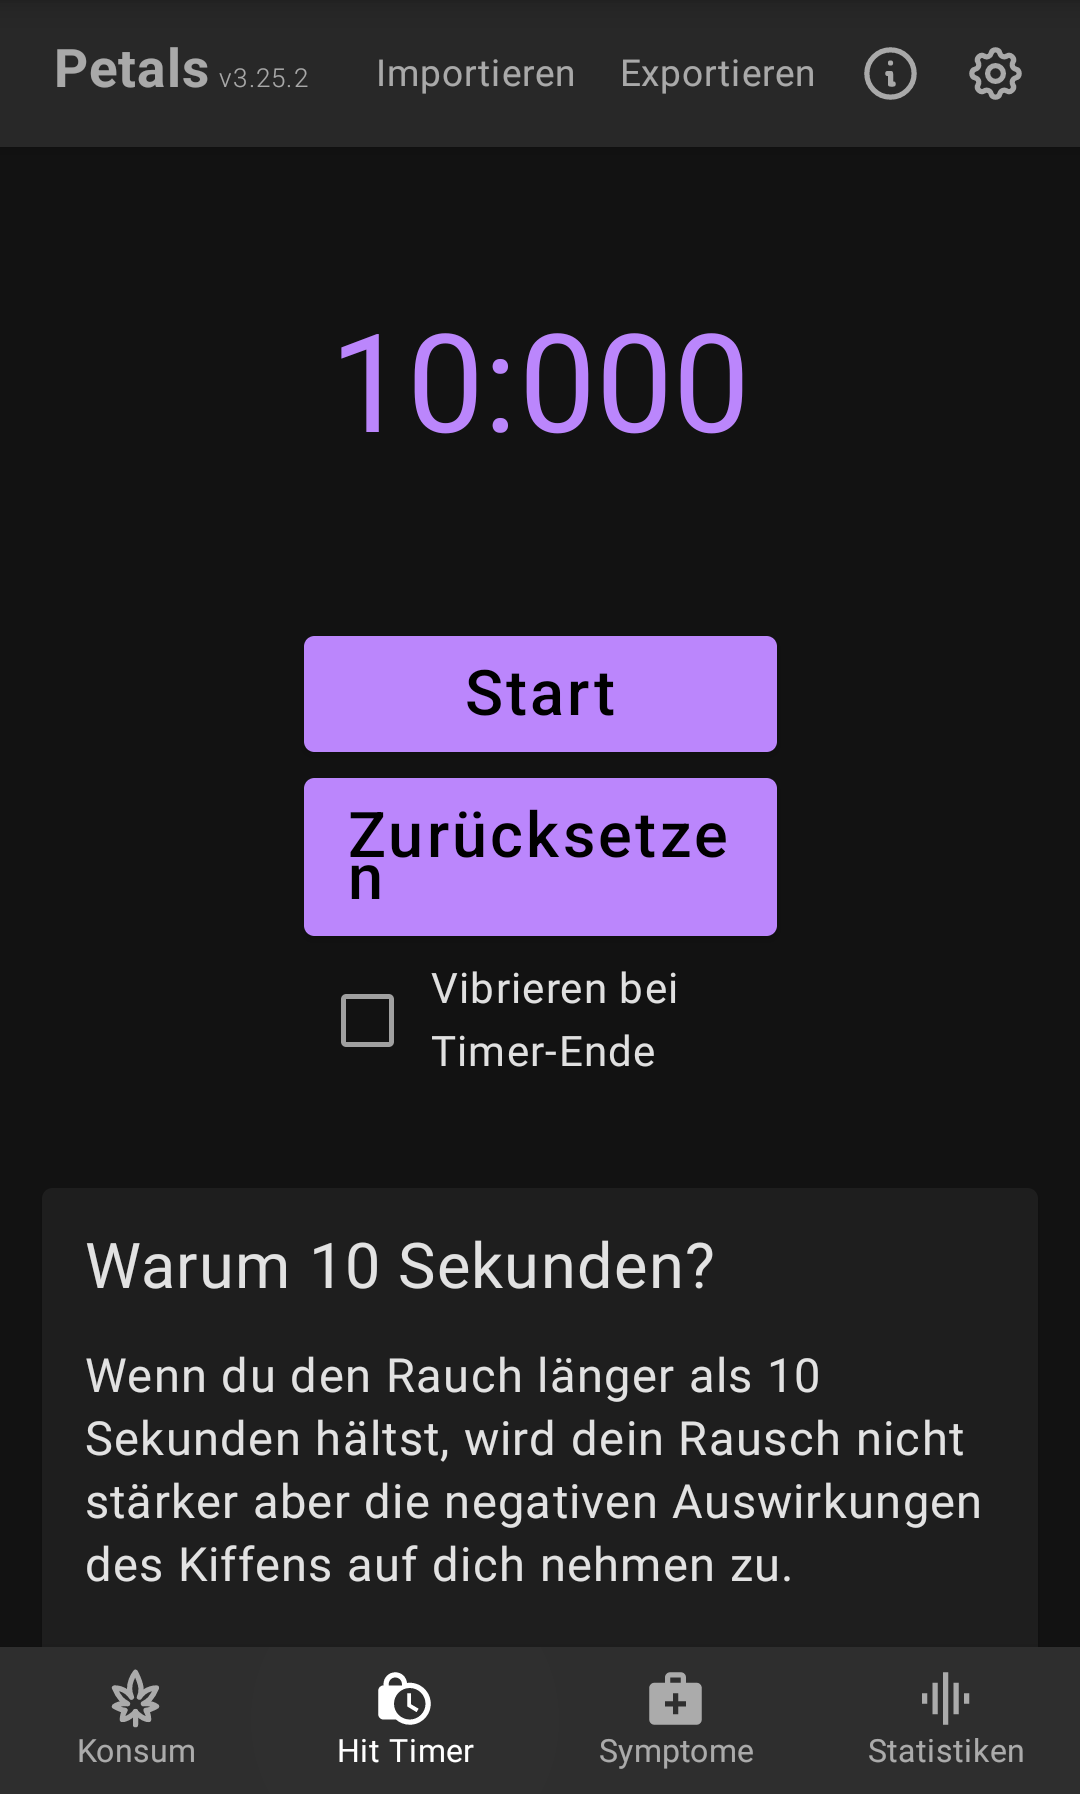 Petals v3.25.2 Importieren Exportieren
10:000
Start
Zurücksetze
n
Vibrieren bei
Timer-Ende
Warum 10 Sekunden?
Wenn du den Rauch länger als 10
Sekunden hältst, wird dein Rausch nicht
stärker aber die negativen Auswirkungen
des Kiffens auf dich nehmen zu.
Konsum Hit Timer Symptome Statistiken